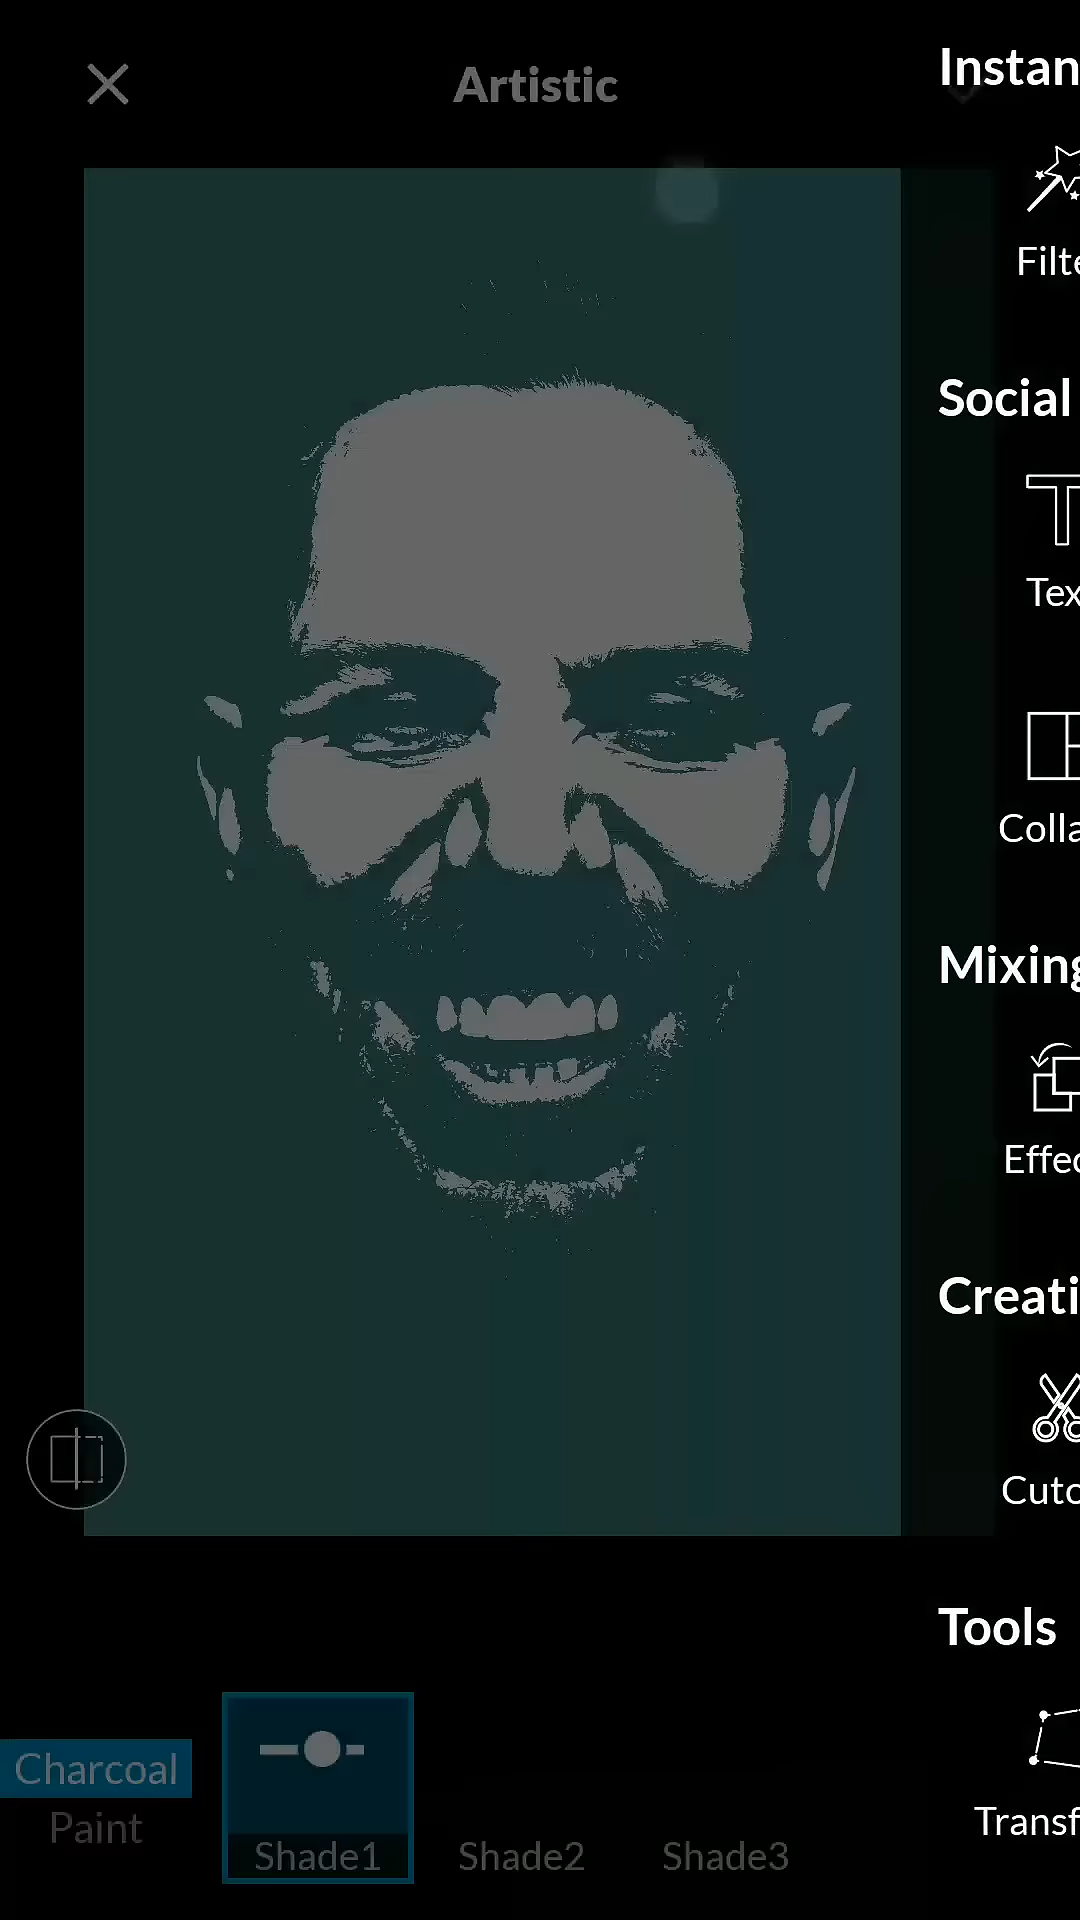 Artistic
Instan
Filte
Social
Tex
Colla
Mixing
Effec
Creati
Cuto
Tools
Transf
Charcoal
Paint
Shade1
Shade2
Shade3